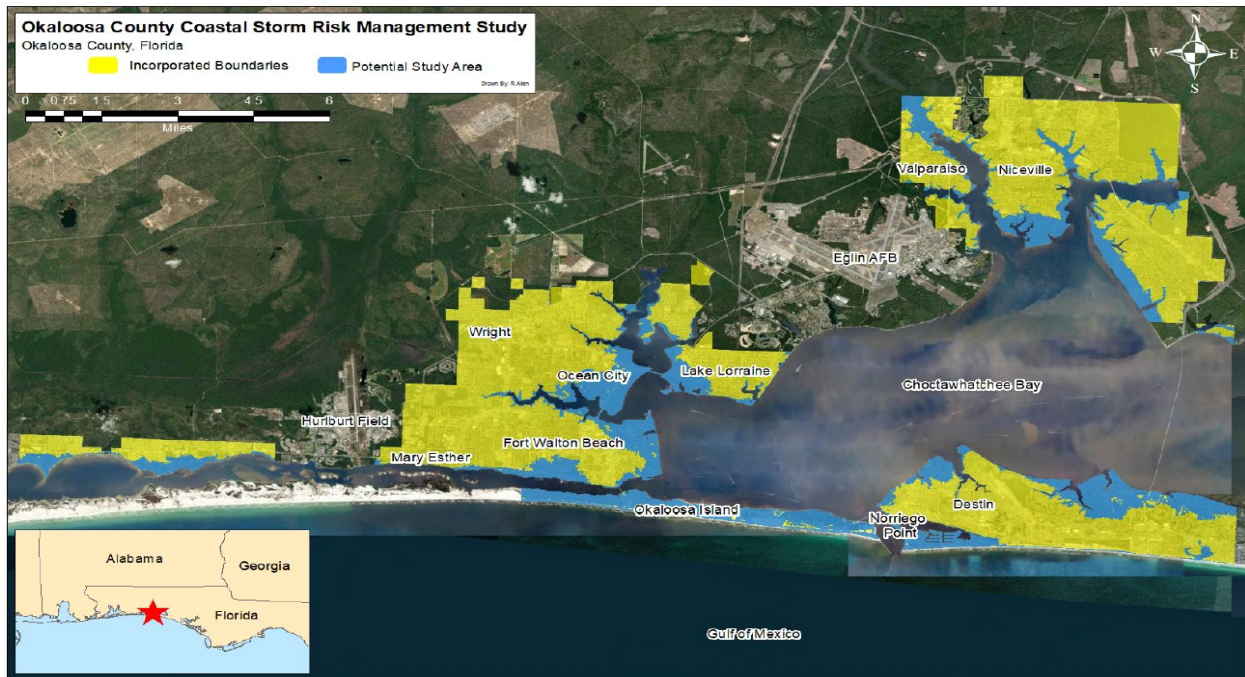 Okaloosa County Coastal Storm Risk Management Study
Okaloosa County, Florida
Incorporated Boundaries
Potential Study Area
Drawn By: R.Allen
0 0.75 1.5 3 4.5 6
Miles
N
W E
S
Valparaiso
Niceville
Eglin AFB
Wright
Ocean City
Lake Lorraine
Choctawhatchee Bay
Hurlburt Field
Fort Walton Beach
Mary Esther
Okaloosa Island
Destin
Norriego
Point
Gulf of Mexico
Alabama
Georgia
Florida